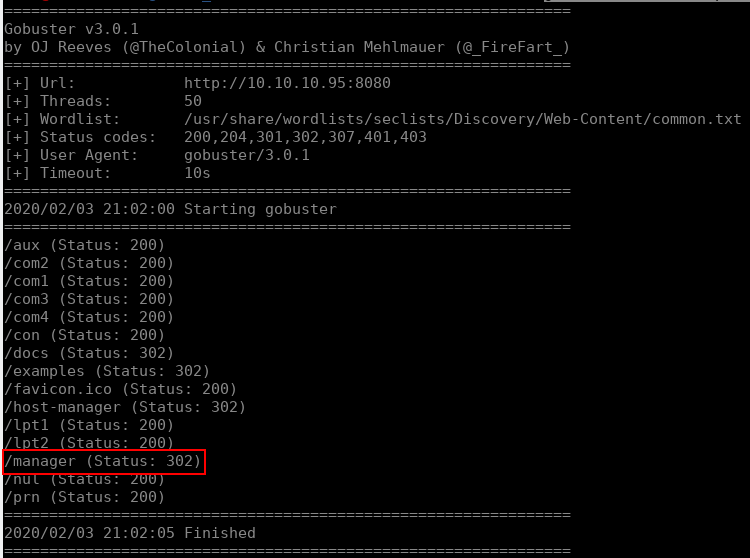 ===============================================================
Gobuster v3.0.1
by OJ Reeves (@TheColonial) & Christian Mehlmauer (@_FireFart_)
===============================================================
[+] Url:            http://10.10.10.95:8080
[+] Threads:        50
[+] Wordlist:       /usr/share/wordlists/seclists/Discovery/Web-Content/common.txt
[+] Status codes:   200,204,301,302,307,401,403
[+] User Agent:     gobuster/3.0.1
[+] Timeout:        10s
===============================================================
2020/02/03 21:02:00 Starting gobuster
===============================================================
/aux (Status: 200)
/com2 (Status: 200)
/com1 (Status: 200)
/com3 (Status: 200)
/com4 (Status: 200)
/con (Status: 200)
/docs (Status: 302)
/examples (Status: 302)
/favicon.ico (Status: 200)
/host-manager (Status: 302)
/lpt1 (Status: 200)
/lpt2 (Status: 200)
/manager (Status: 302)
/nul (Status: 200)
/prn (Status: 200)
===============================================================
2020/02/03 21:02:05 Finished
===============================================================